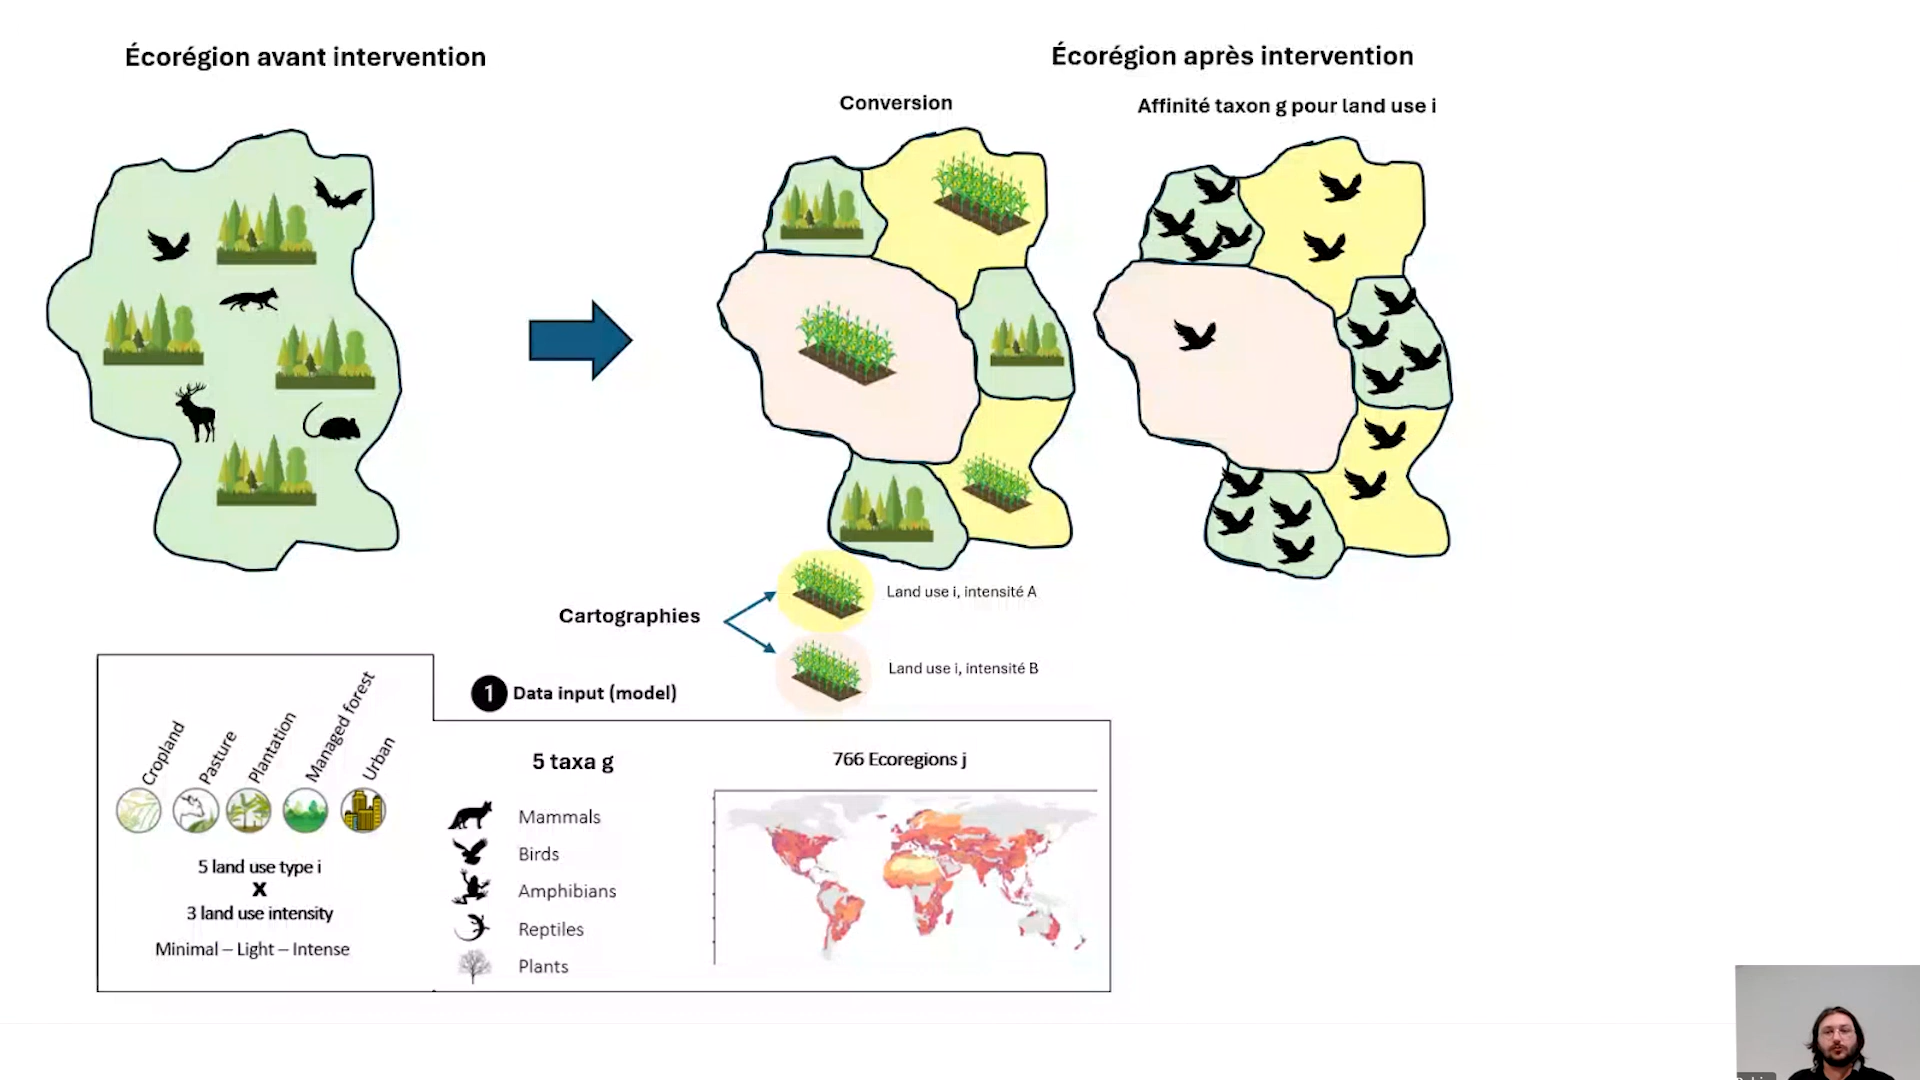 Écorégion avant intervention
Écorégion après intervention
Conversion
Affinité taxon g pour land use i
Cartographies
Land use i, intensité A
Land use i, intensité B
1 Data input (model)
Cropland
Pasture
Plantation
Managed forest
Urban
5 land use type i
x
3 land use intensity
Minimal – Light – Intense
5 taxa g
Mammals
Birds
Amphibians
Reptiles
Plants
766 Ecoregions j